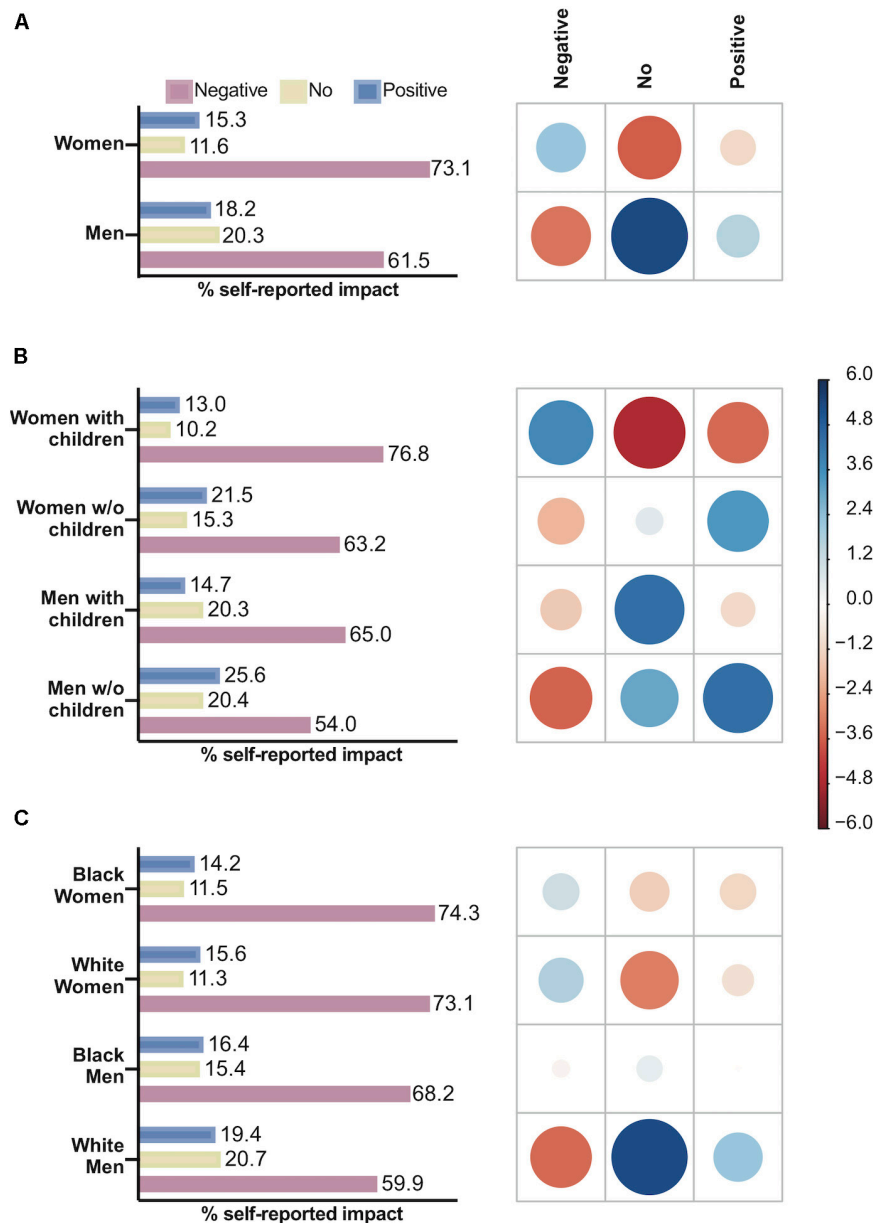 A
Negative No Positive
Negative
No
Positive
Women
15.3
11.6
73.1
Men
18.2
20.3
61.5
% self-reported impact
B
Women with
children
13.0
10.2
76.8
Women w/o
children
21.5
15.3
63.2
Men with
children
14.7
20.3
65.0
Men w/o
children
25.6
20.4
54.0
% self-reported impact
6.0
4.8
3.6
2.4
1.2
0.0
−1.2
−2.4
−3.6
−4.8
−6.0
C
Black
Women
14.2
11.5
74.3
White
Women
15.6
11.3
73.1
Black
Men
16.4
15.4
68.2
White
Men
19.4
20.7
59.9
% self-reported impact